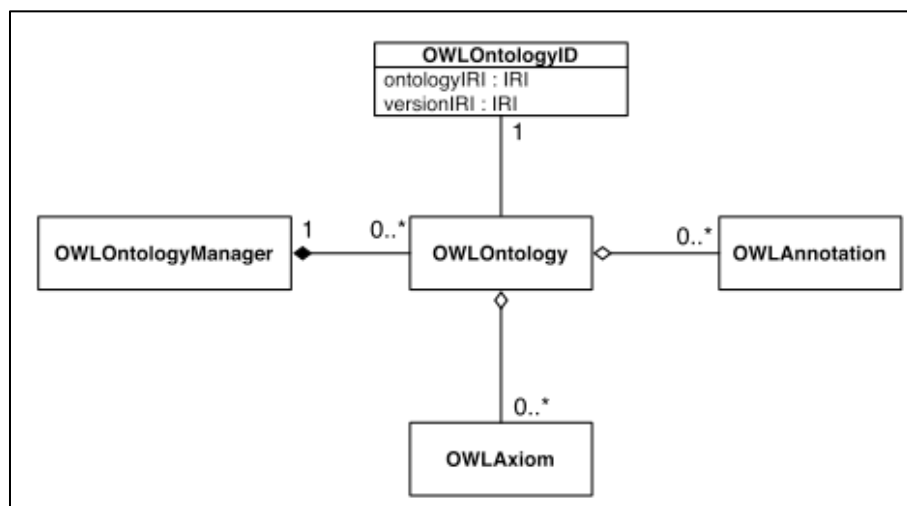 OWLOntologyID
ontologyIRI : IRI
versionIRI : IRI
1
1
0..*
0..*
OWLOntologyManager
OWLOntology
OWLAnnotation
0..*
OWLAxiom